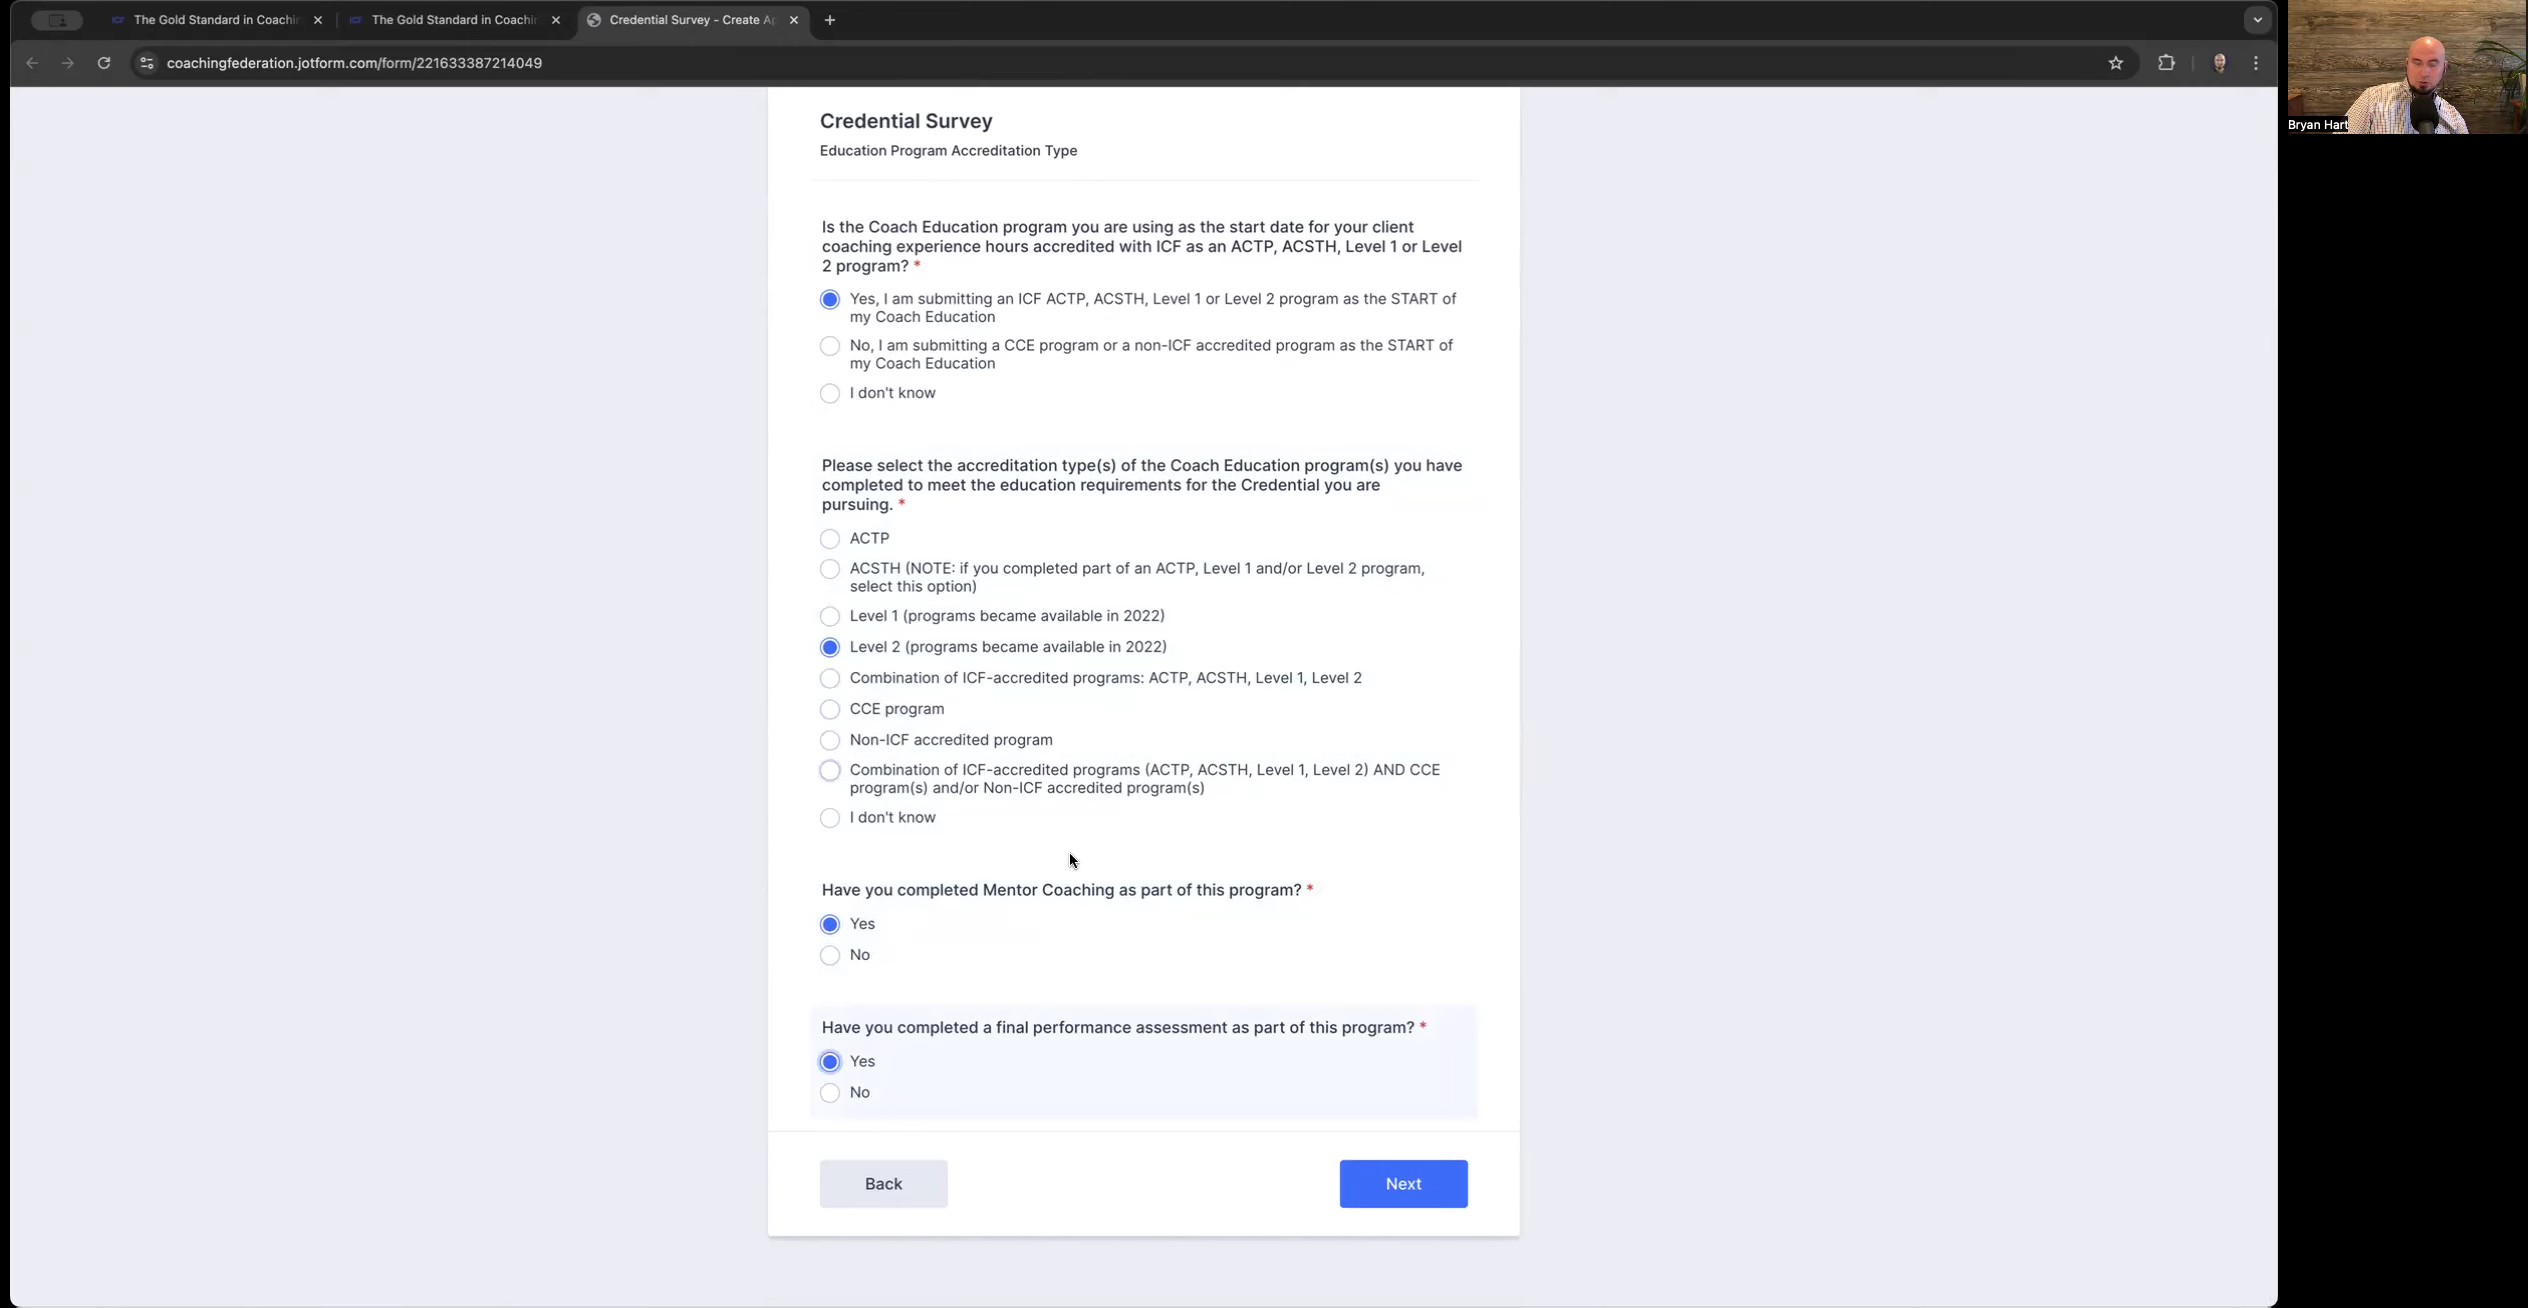 The Gold Standard in Coachi
The Gold Standard in Coachi
Credential Survey - Create Ap
coachingfederation.jotform.com/form/221633387214049
Bryan Hart
Credential Survey
Education Program Accreditation Type
Is the Coach Education program you are using as the start date for your client
coaching experience hours accredited with ICF as an ACTP, ACSTH, Level 1 or Level
2 program? *
Yes, I am submitting an ICF ACTP, ACSTH, Level 1 or Level 2 program as the START of
my Coach Education
No, I am submitting a CCE program or a non-ICF accredited program as the START of
my Coach Education
I don't know
Please select the accreditation type(s) of the Coach Education program(s) you have
completed to meet the education requirements for the Credential you are
pursuing. *
ACTP
ACSTH (NOTE: if you completed part of an ACTP, Level 1 and/or Level 2 program,
select this option)
Level 1 (programs became available in 2022)
Level 2 (programs became available in 2022)
Combination of ICF-accredited programs: ACTP, ACSTH, Level 1, Level 2
CCE program
Non-ICF accredited program
Combination of ICF-accredited programs (ACTP, ACSTH, Level 1, Level 2) AND CCE
program(s) and/or Non-ICF accredited program(s)
I don't know
Have you completed Mentor Coaching as part of this program? *
Yes
No
Have you completed a final performance assessment as part of this program? *
Yes
No
Back
Next